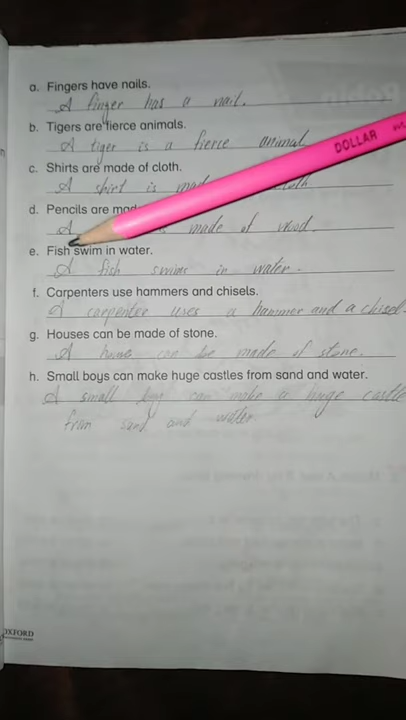 a. Fingers have nails.
A finger has a nail.
b. Tigers are fierce animals.
A tiger is a fierce animal
DOLLAR
c. Shirts are made of cloth.
A shirt is
d. Pencils are
A made of wood.
e. Fish swim in water.
A fish swims in water.
f. Carpenters use hammers and chisels.
A carpenter uses a hammer and a chisel.
g. Houses can be made of stone.
A house can be made of stone.
h. Small boys can make huge castles from sand and water.
A small boy can make a huge castle
from sand and water
OXFORD